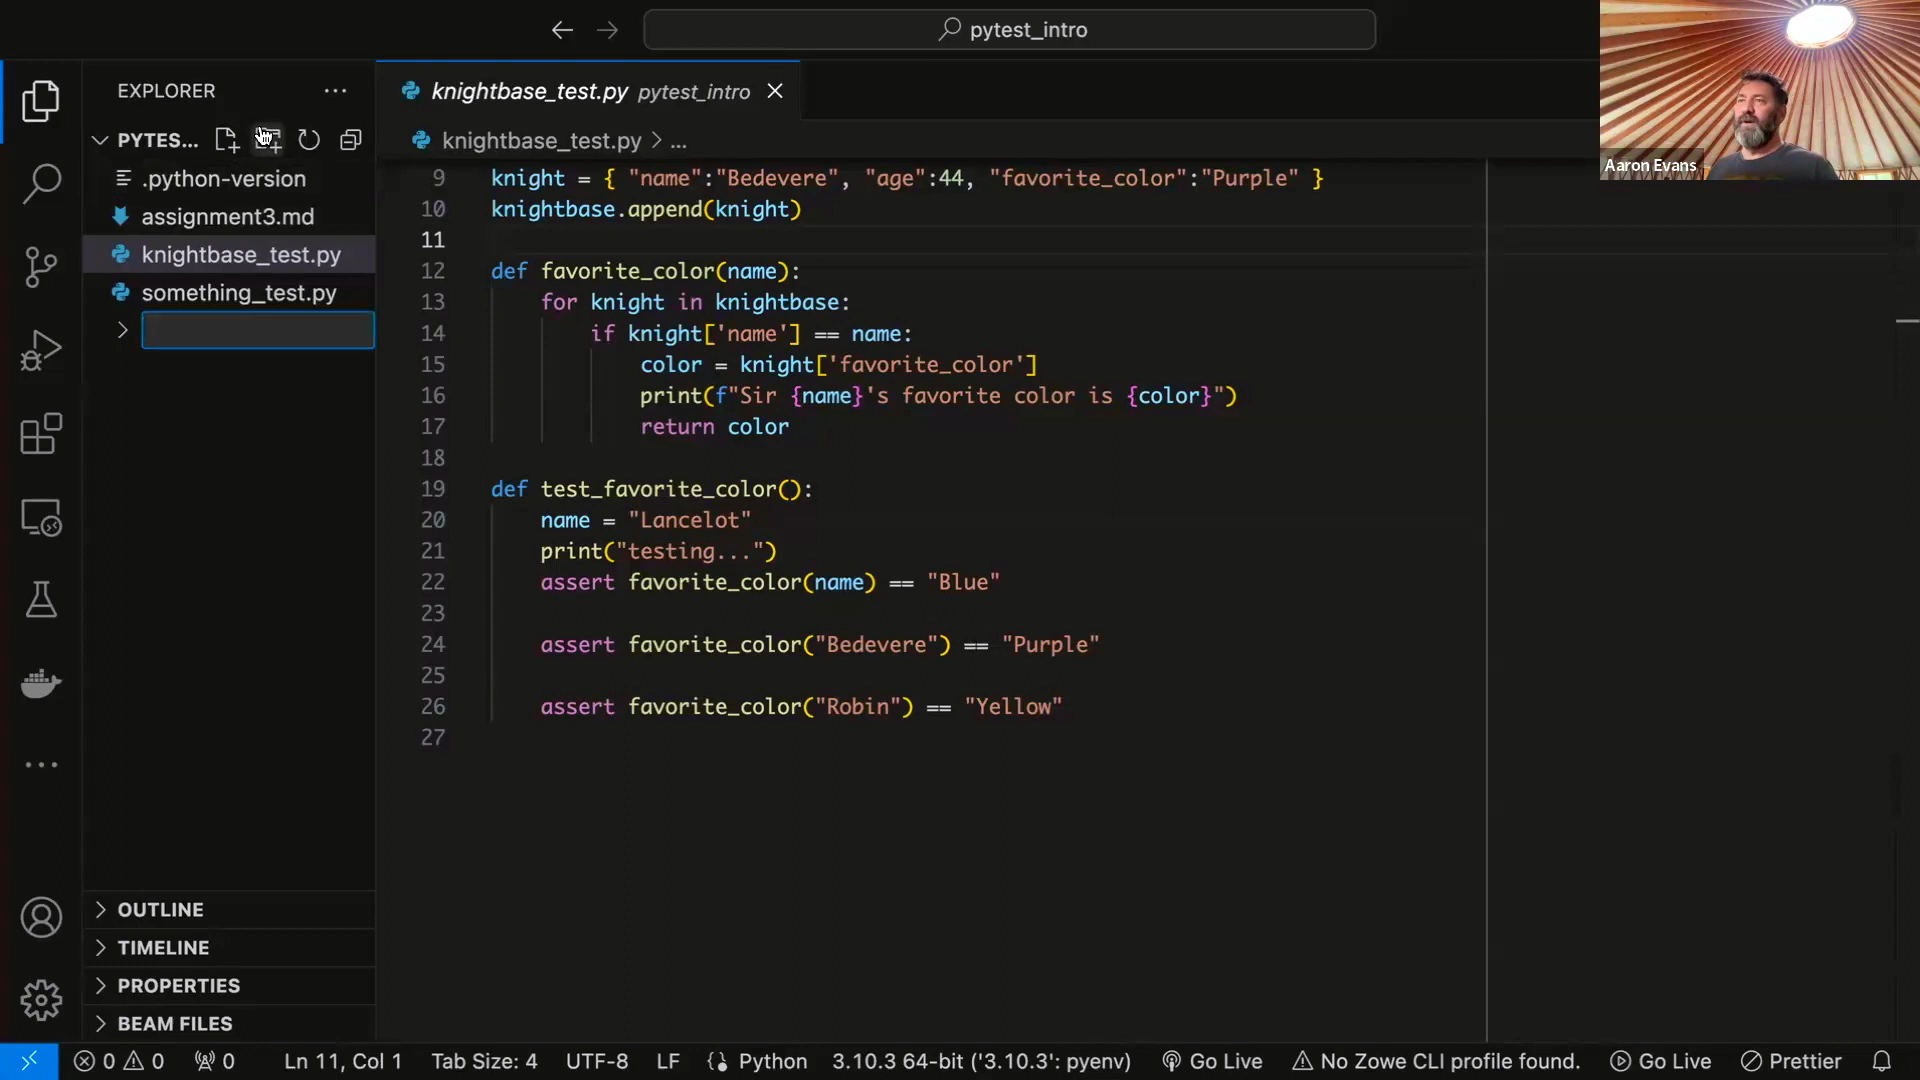 pytest_intro
EXPLORER
knightbase_test.py pytest_intro
PYTES...
knightbase_test.py > ...
Aaron Evans
.python-version
assignment3.md
knightbase_test.py
something_test.py
9 knight = { "name":"Bedevere", "age":44, "favorite_color":"Purple" }
10 knightbase.append(knight)
11
12 def favorite_color(name):
13 for knight in knightbase:
14 if knight['name'] == name:
15 color = knight['favorite_color']
16 print(f"Sir {name}'s favorite color is {color}")
17 return color
18
19 def test_favorite_color():
20 name = "Lancelot"
21 print("testing...")
22 assert favorite_color(name) == "Blue"
23
24 assert favorite_color("Bedevere") == "Purple"
25
26 assert favorite_color("Robin") == "Yellow"
27
OUTLINE
TIMELINE
PROPERTIES
BEAM FILES
0 0 0 Ln 11, Col 1 Tab Size: 4 UTF-8 LF Python 3.10.3 64-bit ('3.10.3': pyenv) Go Live No Zowe CLI profile found. Go Live Prettier